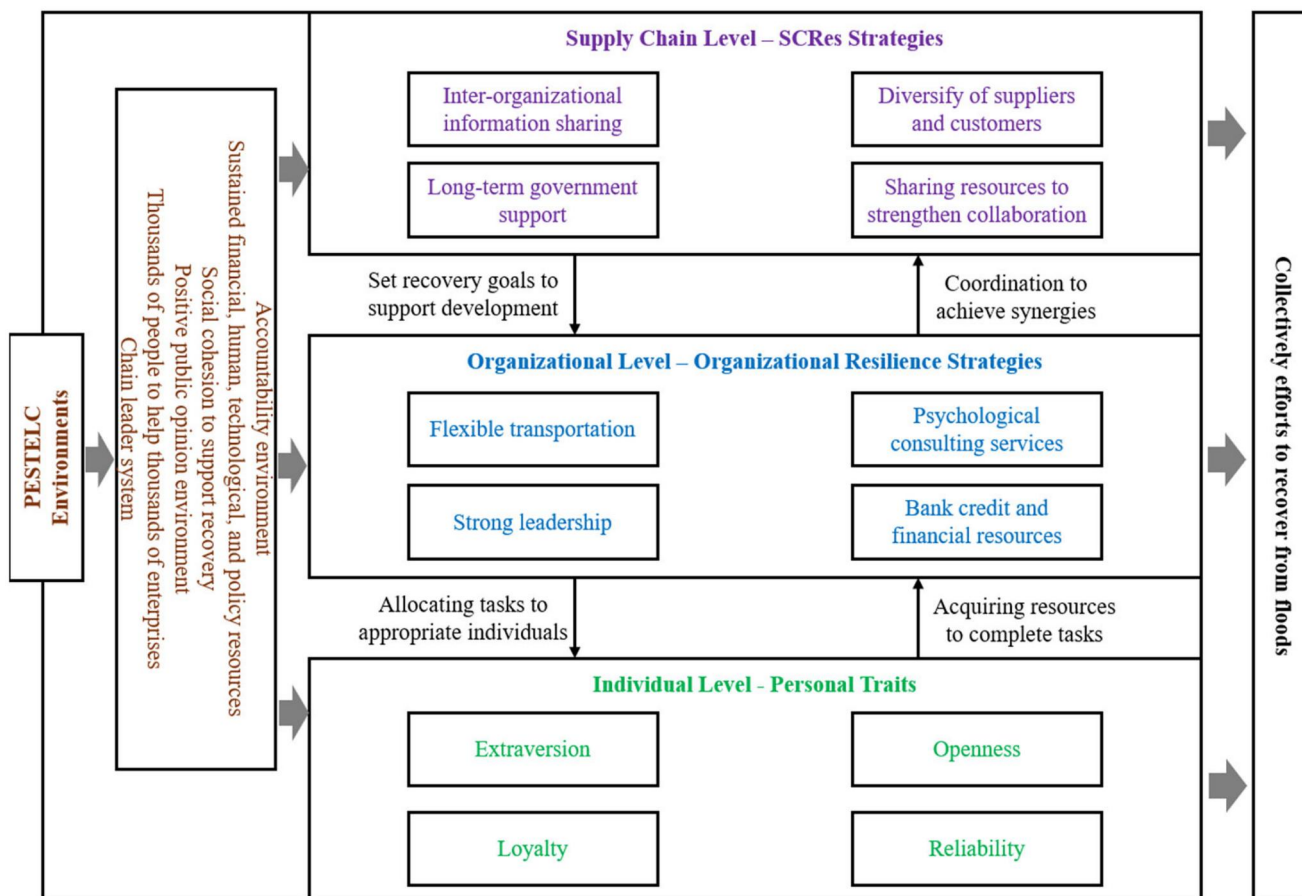 PESTELC
Environments
Accountability environment
Sustained financial, human, technological, and policy resources
Social cohesion to support recovery
Positive public opinion environment
Thousands of people to help thousands of enterprises
Chain leader system
Supply Chain Level – SCRes Strategies
Inter-organizational
information sharing
Diversify of suppliers
and customers
Long-term government
support
Sharing resources to
strengthen collaboration
Set recovery goals to
support development
Coordination to
achieve synergies
Organizational Level – Organizational Resilience Strategies
Flexible transportation
Psychological
consulting services
Strong leadership
Bank credit and
financial resources
Allocating tasks to
appropriate individuals
Acquiring resources
to complete tasks
Individual Level - Personal Traits
Extraversion
Openness
Loyalty
Reliability
Collectively efforts to recover from floods